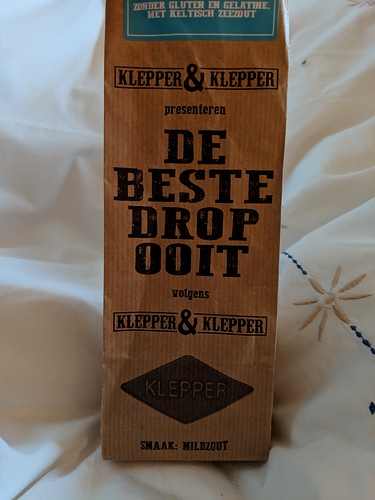 ZONDER GLUTEN EN GELATINE,
MET KELTISCH ZEEZOUT
KLEPPER & KLEPPER
presenteren
DE
BESTE
DROP
OOIT
volgens
KLEPPER & KLEPPER
KLEPPER
SMAAK: MILDZOUT